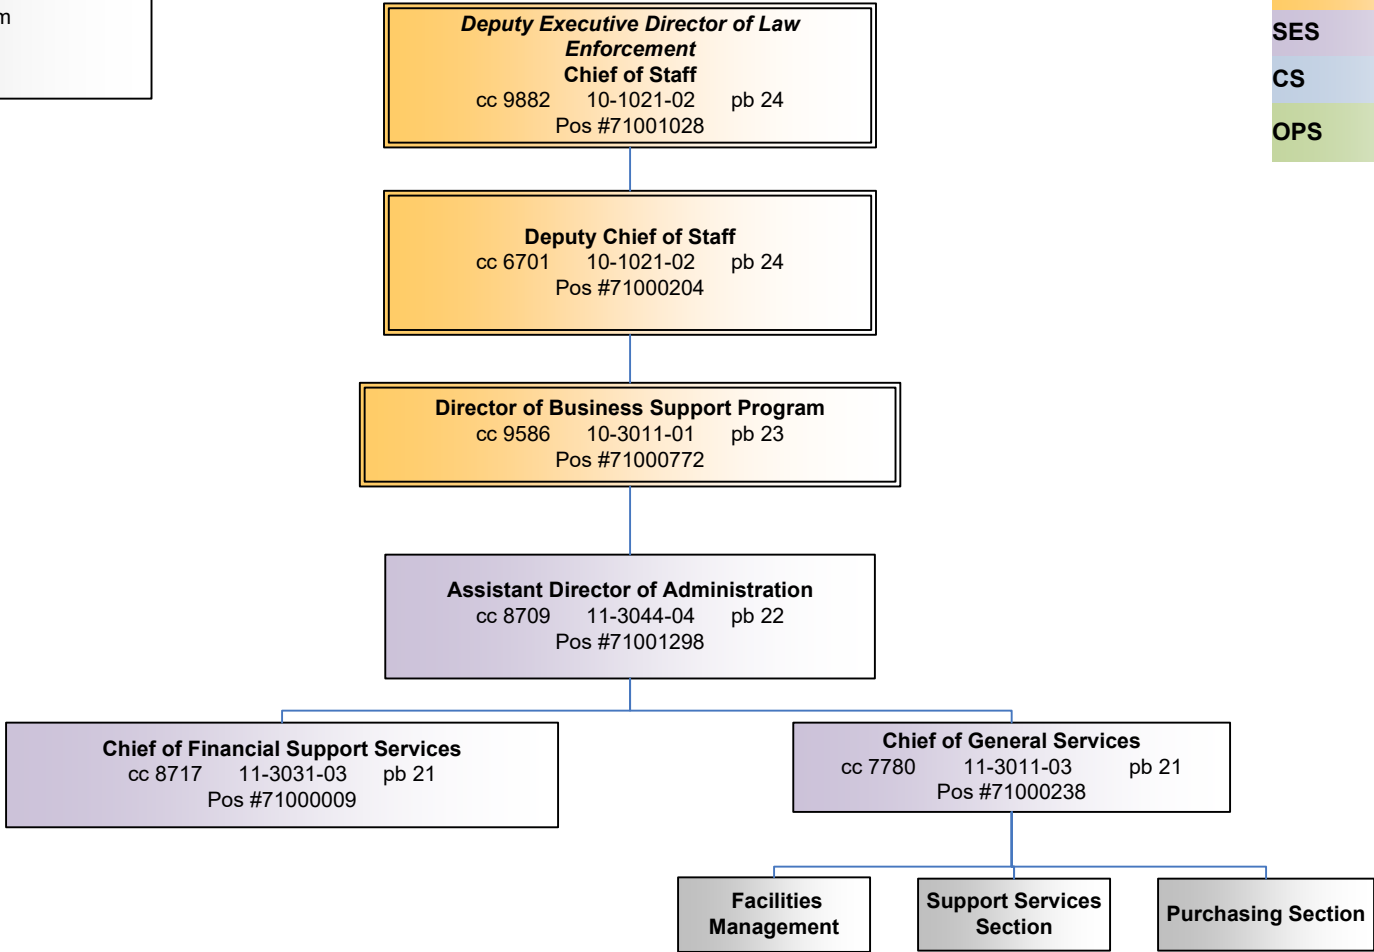 Deputy Executive Director of Law
Enforcement
Chief of Staff
cc 9882 10-1021-02 pb 24
Pos #71001028
SES
CS
OPS
Deputy Chief of Staff
cc 6701 10-1021-02 pb 24
Pos #71000204
Director of Business Support Program
cc 9586 10-3011-01 pb 23
Pos #71000772
Assistant Director of Administration
cc 8709 11-3044-04 pb 22
Pos #71001298
Chief of Financial Support Services
cc 8717 11-3031-03 pb 21
Pos #71000009
Chief of General Services
cc 7780 11-3011-03 pb 21
Pos #71000238
Facilities
Management
Support Services
Section
Purchasing Section